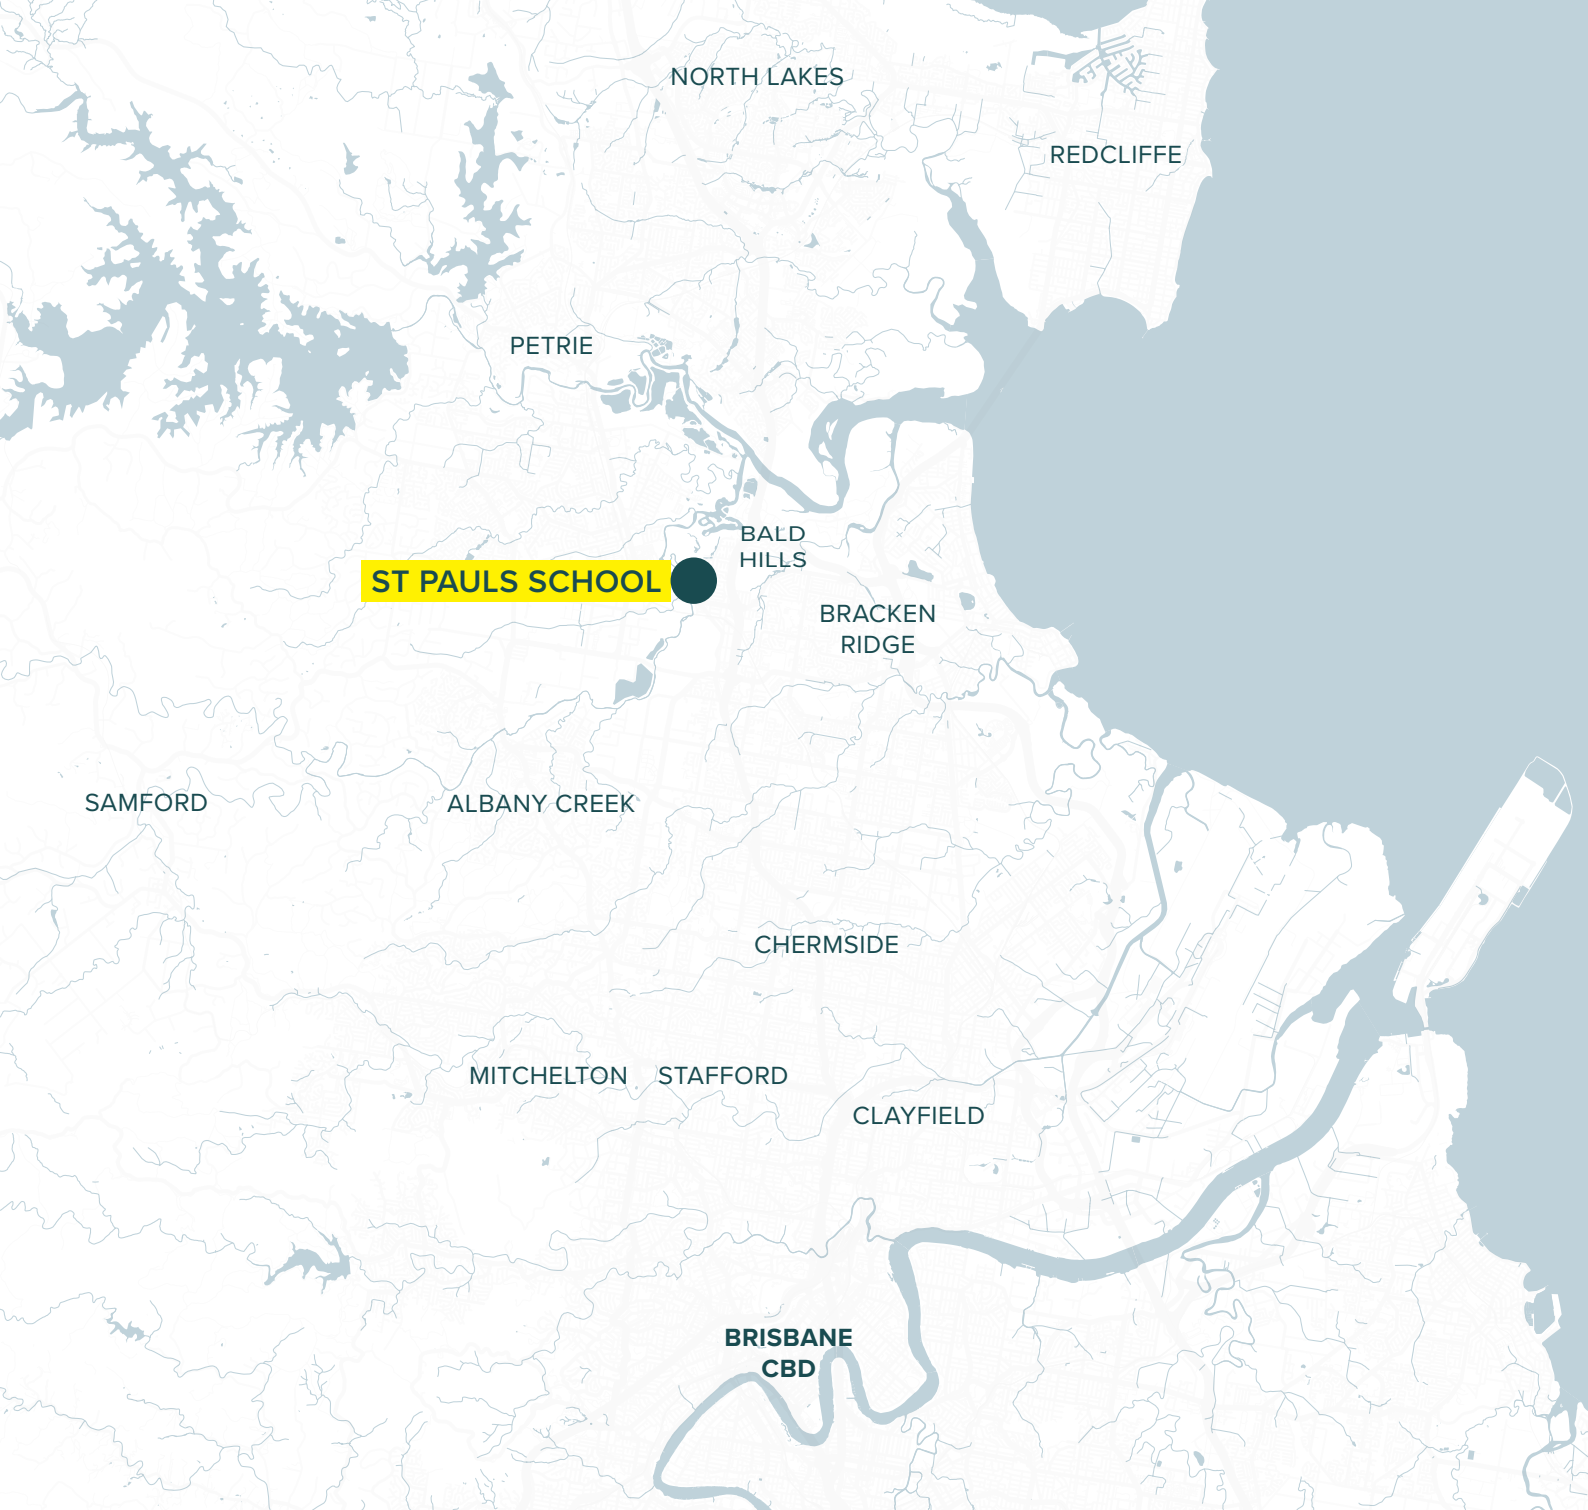 NORTH LAKES
REDCLIFFE
PETRIE
BALD
HILLS
ST PAULS SCHOOL
BRACKEN
RIDGE
SAMFORD
ALBANY CREEK
CHERMSIDE
MITCHELTON
STAFFORD
CLAYFIELD
BRISBANE
CBD